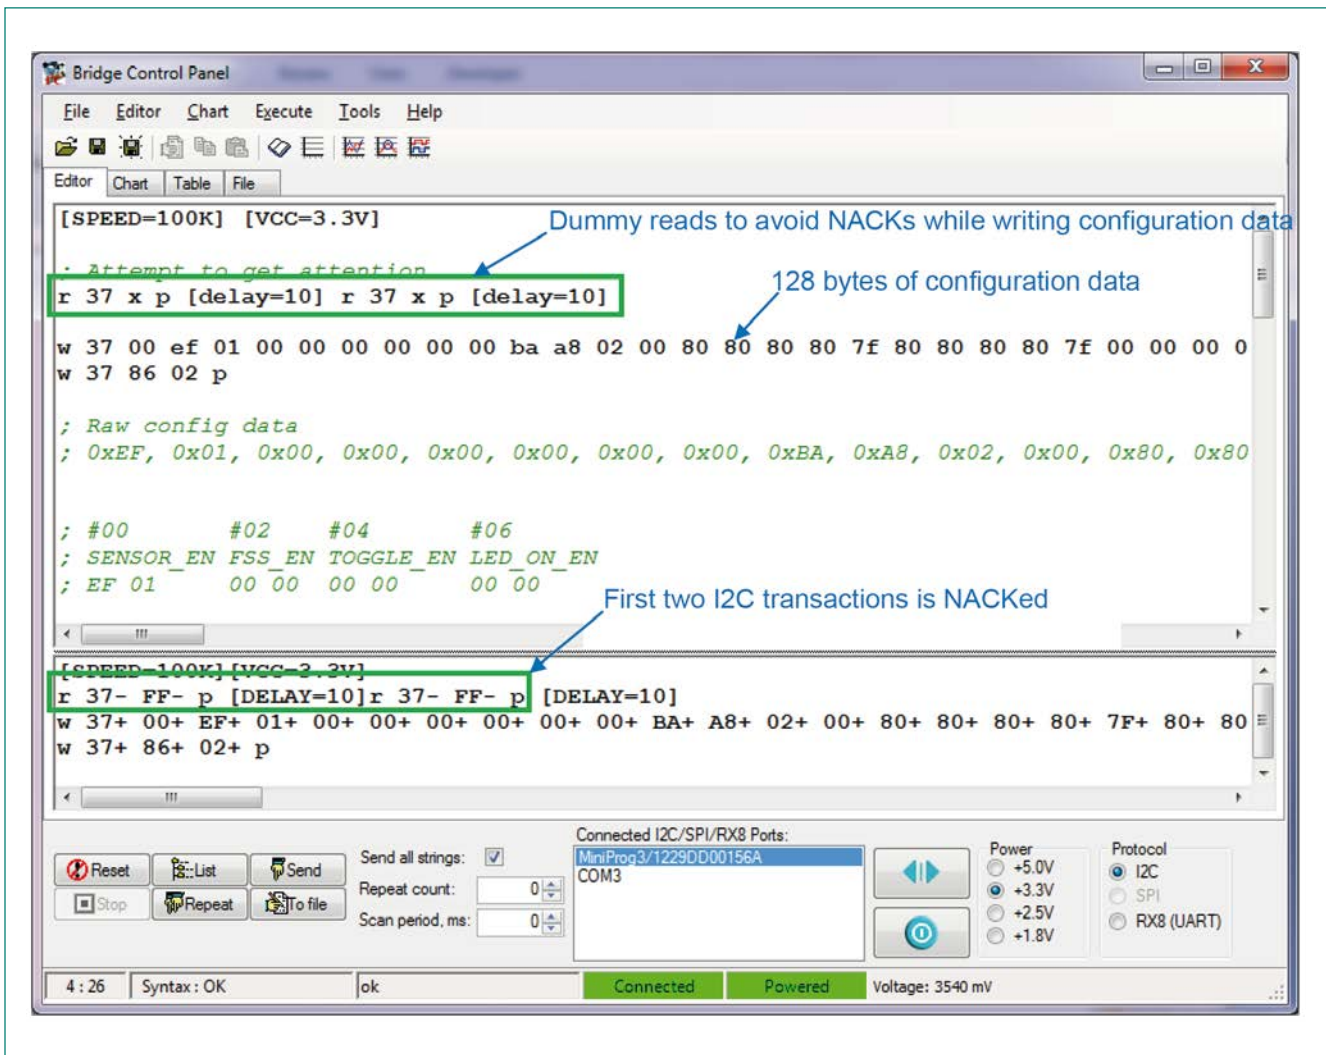 Bridge Control Panel
File Editor Chart Execute Tools Help
Editor Chart Table File
[SPEED=100K] [VCC=3.3V]
Dummy reads to avoid NACKs while writing configuration data
; Attempt to get attention
128 bytes of configuration data
r 37 x p [delay=10] r 37 x p [delay=10]
w 37 00 ef 01 00 00 00 00 00 00 ba a8 02 00 80 80 80 80 7f 80 80 80 80 7f 00 00 00 0
w 37 86 02 p
; Raw config data
; 0xEF, 0x01, 0x00, 0x00, 0x00, 0x00, 0x00, 0x00, 0xBA, 0xA8, 0x02, 0x00, 0x80, 0x80
; #00 #02 #04 #06
; SENSOR_EN FSS_EN TOGGLE_EN LED_ON_EN
; EF 01 00 00 00 00 00 00
First two I2C transactions is NACKed
[SPEED=100K][VCC=3.3V]
r 37- FF- p [DELAY=10]r 37- FF- p [DELAY=10]
w 37+ 00+ EF+ 01+ 00+ 00+ 00+ 00+ 00+ 00+ BA+ A8+ 02+ 00+ 80+ 80+ 80+ 80+ 7F+ 80+ 80
w 37+ 86+ 02+ p
Connected I2C/SPI/RX8 Ports:
MiniProg3/1229DD00156A
COM3
Reset List Send
Stop Repeat To file
Send all strings:
Repeat count: 0
Scan period, ms: 0
Power
+5.0V
+3.3V
+2.5V
+1.8V
Protocol
I2C
SPI
RX8 (UART)
4 : 26 Syntax : OK ok Connected Powered Voltage: 3540 mV